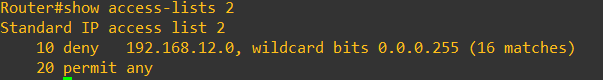 Router#show access-lists 2
Standard IP access list 2
    10 deny   192.168.12.0, wildcard bits 0.0.0.255 (16 matches)
    20 permit any